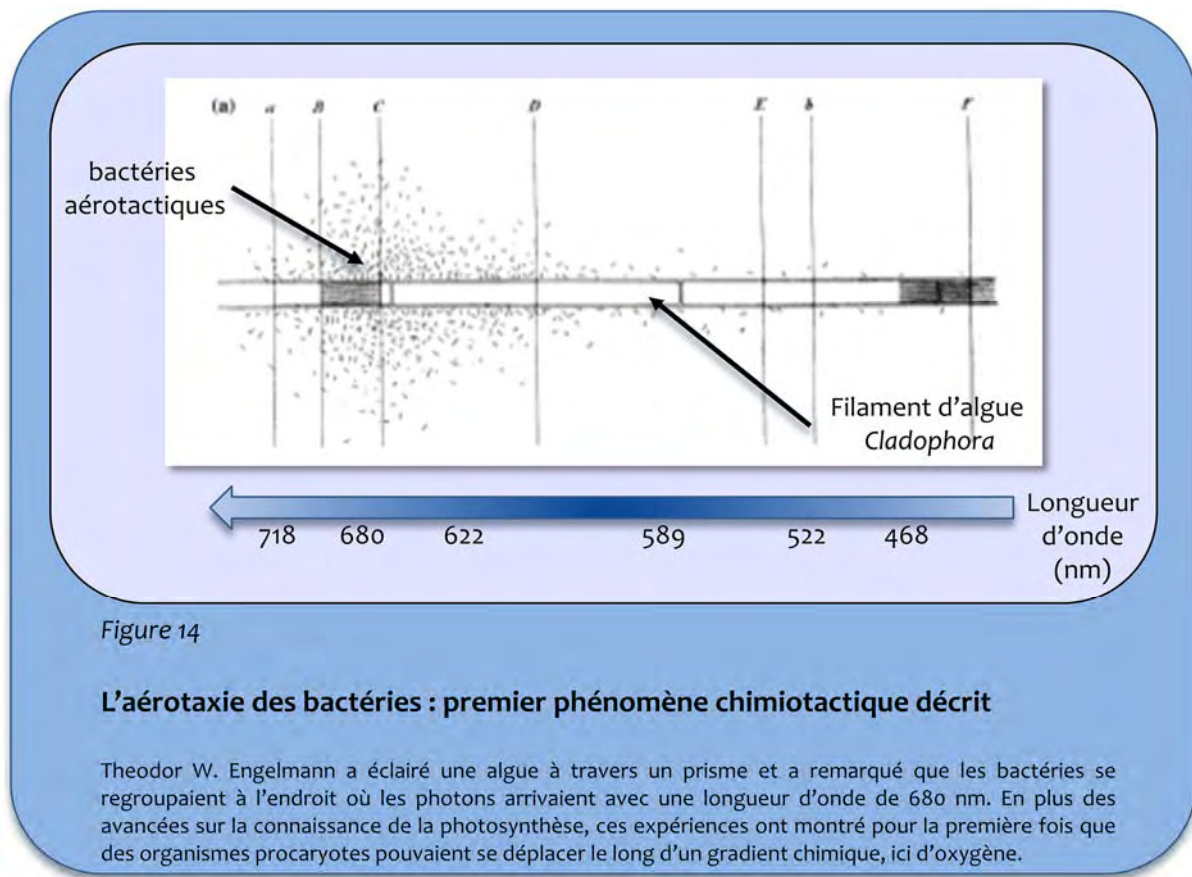 (a) a B C D E b F
bactéries
aérotactiques
Filament d'algue
Cladophora
718 680 622 589 522 468
Longueur
d'onde
(nm)
Figure 14
L'aérotaxie des bactéries : premier phénomène chimiotactique décrit
Theodor W. Engelmann a éclairé une algue à travers un prisme et a remarqué que les bactéries se
regroupaient à l'endroit où les photons arrivaient avec une longueur d'onde de 680 nm. En plus des
avancées sur la connaissance de la photosynthèse, ces expériences ont montré pour la première fois que
des organismes procaryotes pouvaient se déplacer le long d'un gradient chimique, ici d'oxygène.